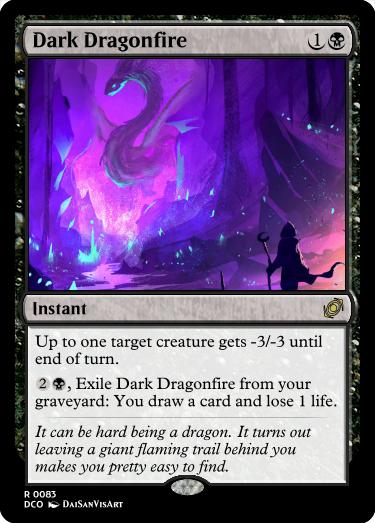 Dark Dragonfire 1
Instant
Up to one target creature gets -3/-3 until
end of turn.
2, Exile Dark Dragonfire from your
graveyard: You draw a card and lose 1 life.
It can be hard being a dragon. It turns out
leaving a giant flaming trail behind you
makes you pretty easy to find.
R 0083
DCO DAISANVISART